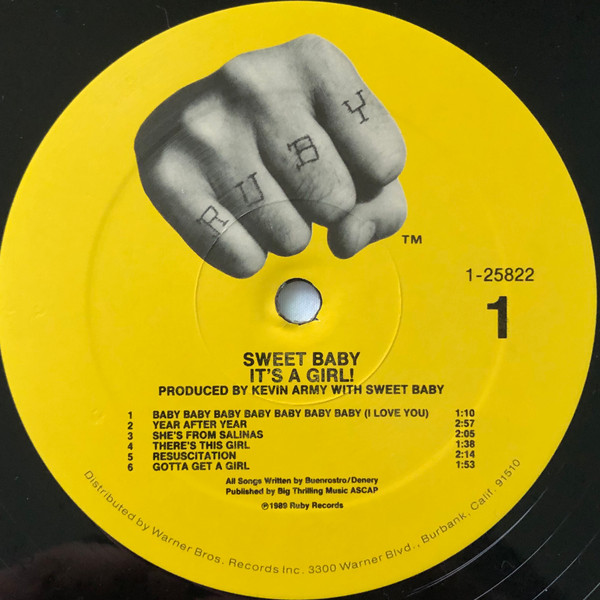 RUBY
TM
1-25822
1
SWEET BABY
IT'S A GIRL!
PRODUCED BY KEVIN ARMY WITH SWEET BABY
1 BABY BABY BABY BABY BABY BABY BABY (I LOVE YOU) 1:10
2 YEAR AFTER YEAR 2:57
3 SHE'S FROM SALINAS 2:05
4 THERE'S THIS GIRL 1:38
5 RESUSCITATION 2:14
6 GOTTA GET A GIRL 1:53
All Songs Written by Buenrostro/Denery
Published by Big Thrilling Music ASCAP
℗1989 Ruby Records
Distributed by Warner Bros. Records Inc. 3300 Warner Blvd., Burbank, Calif. 91510